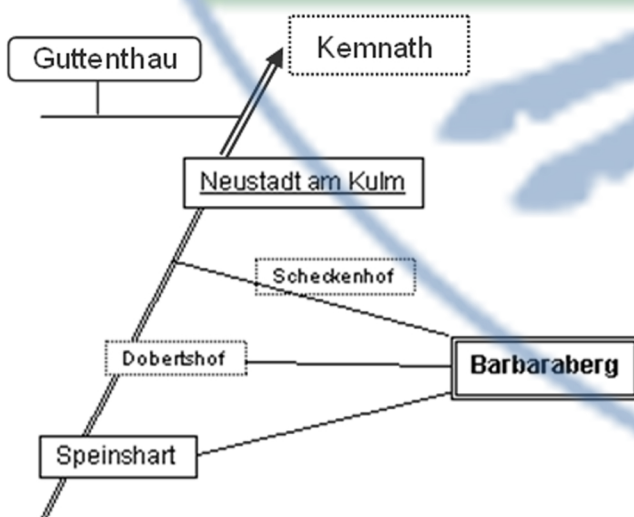 Kemnath
Guttenthau
Neustadt am Kulm
Scheckenhof
Dobertshof
Barbaraberg
Speinshart